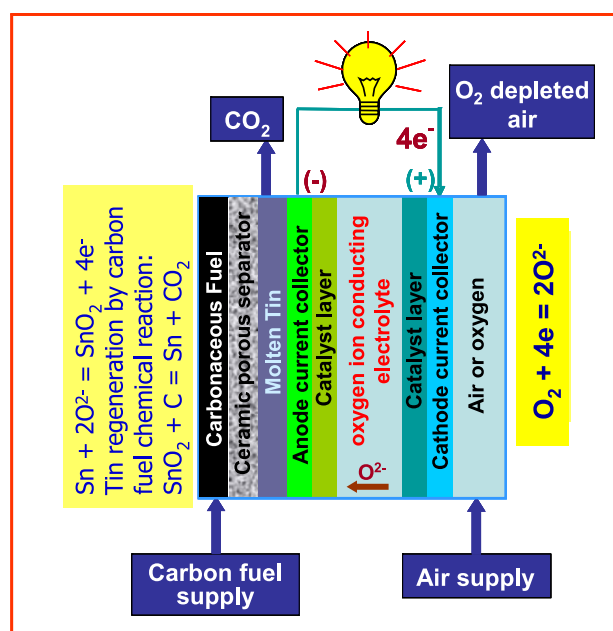 CO₂
O₂ depleted
air
4e⁻
(-)
(+)
Sn + 2O²⁻ = SnO₂ + 4e⁻
Tin regeneration by carbon
fuel chemical reaction:
SnO₂ + C = Sn + CO₂
Carbonaceous Fuel
Ceramic porous separator
Molten Tin
Anode current collector
Catalyst layer
oxygen ion conducting
electrolyte
O²⁻
Catalyst layer
Cathode current collector
Air or oxygen
O₂ + 4e = 2O²⁻
Carbon fuel
supply
Air supply